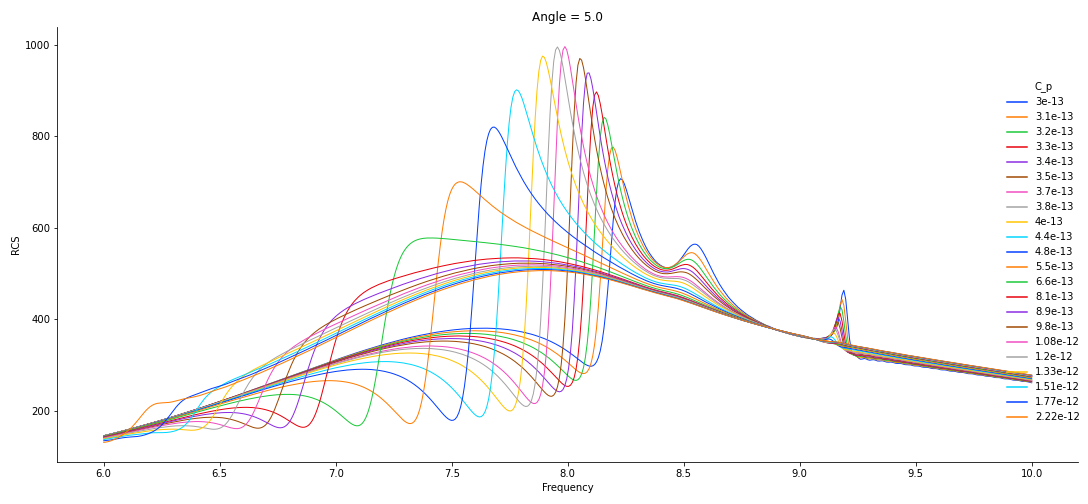 Angle = 5.0
1000
800
600
400
200
RCS
6.0 6.5 7.0 7.5 8.0 8.5 9.0 9.5 10.0
Frequency
C_p
3e-13
3.1e-13
3.2e-13
3.3e-13
3.4e-13
3.5e-13
3.7e-13
3.8e-13
4e-13
4.4e-13
4.8e-13
5.5e-13
6.6e-13
8.1e-13
8.9e-13
9.8e-13
1.08e-12
1.2e-12
1.33e-12
1.51e-12
1.77e-12
2.22e-12